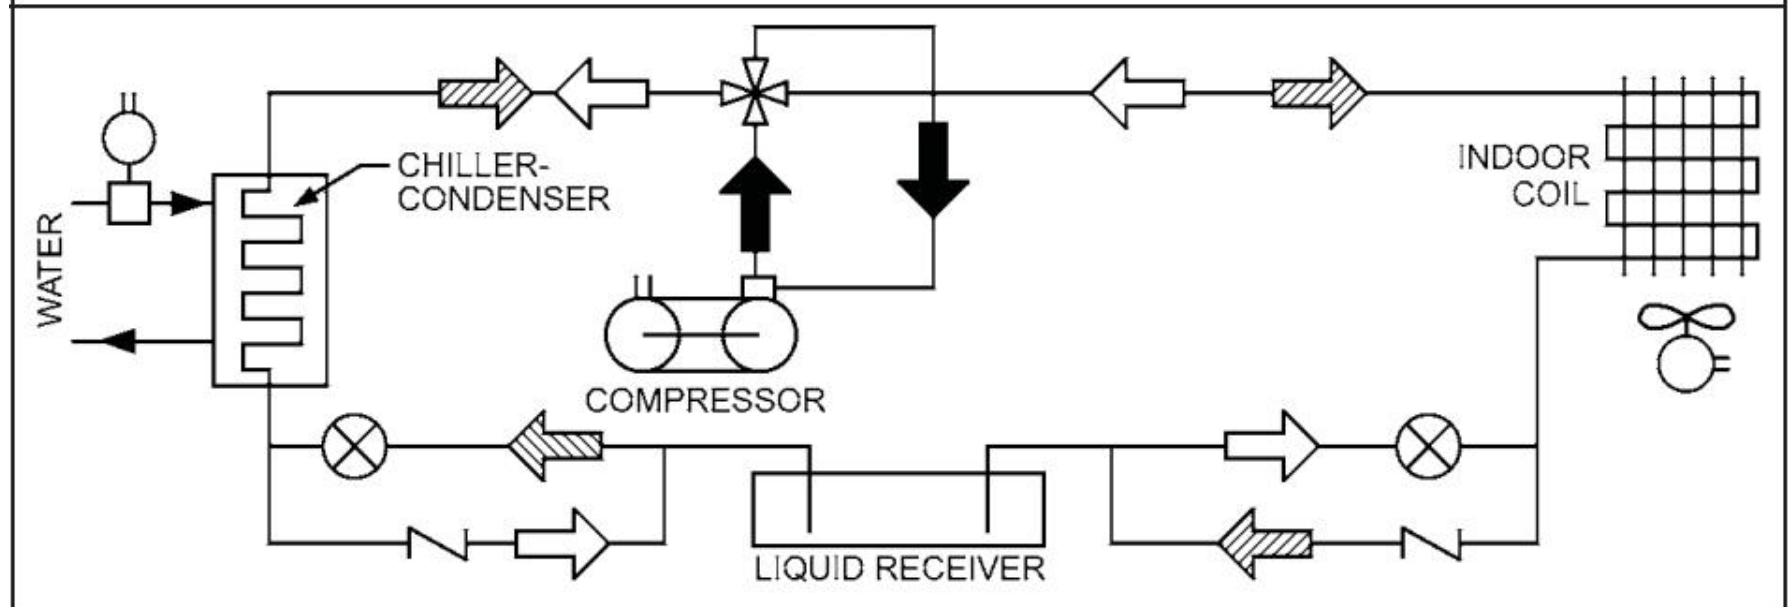 CHILLER-
CONDENSER
INDOOR
COIL
WATER
COMPRESSOR
LIQUID RECEIVER